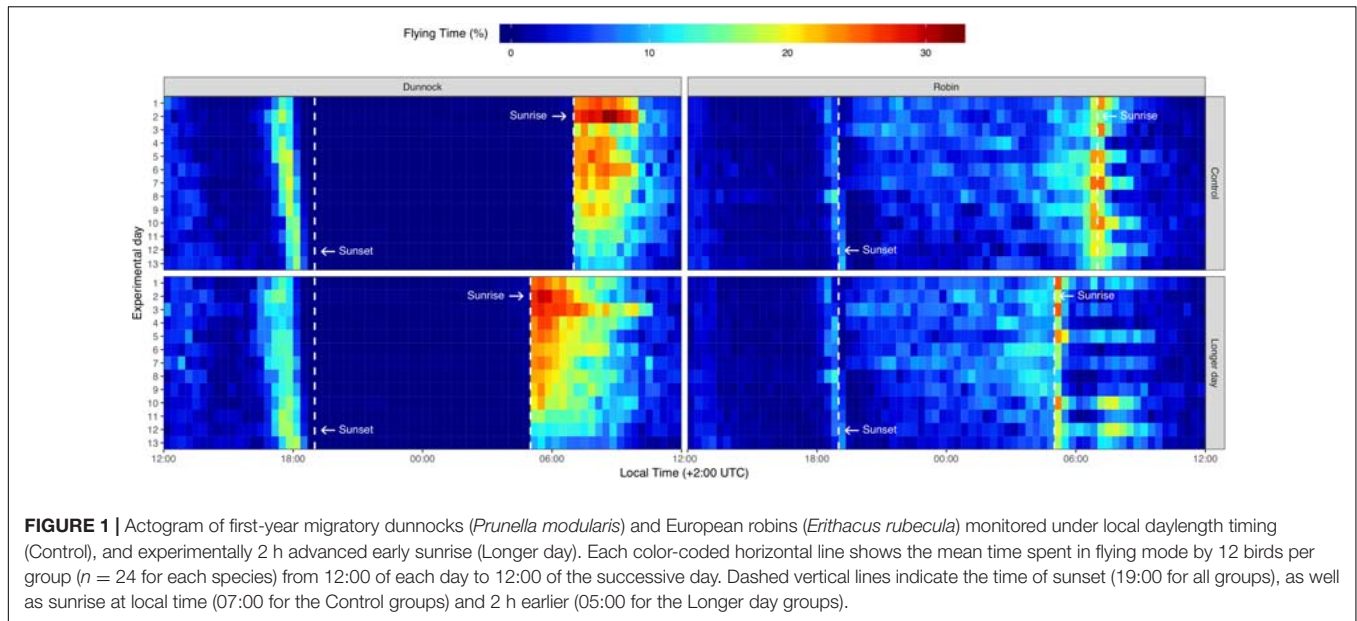 Flying Time (%)
0 10 20 30
Dunnock Robin
1
2
3
4
5
6
7
8
9
10
11
12
13
Sunrise →
← Sunset
← Sunrise
← Sunset
Control
1
2
3
4
5
6
7
8
9
10
11
12
13
Sunrise →
← Sunset
← Sunrise
← Sunset
Longer day
Experimental day
12:00 18:00 00:00 06:00 12:00 18:00 00:00 06:00 12:00
Local Time (+2:00 UTC)
FIGURE 1 | Actogram of first-year migratory dunnocks (Prunella modularis) and European robins (Erithacus rubecula) monitored under local daylength timing
(Control), and experimentally 2 h advanced early sunrise (Longer day). Each color-coded horizontal line shows the mean time spent in flying mode by 12 birds per
group (n = 24 for each species) from 12:00 of each day to 12:00 of the successive day. Dashed vertical lines indicate the time of sunset (19:00 for all groups), as well
as sunrise at local time (07:00 for the Control groups) and 2 h earlier (05:00 for the Longer day groups).